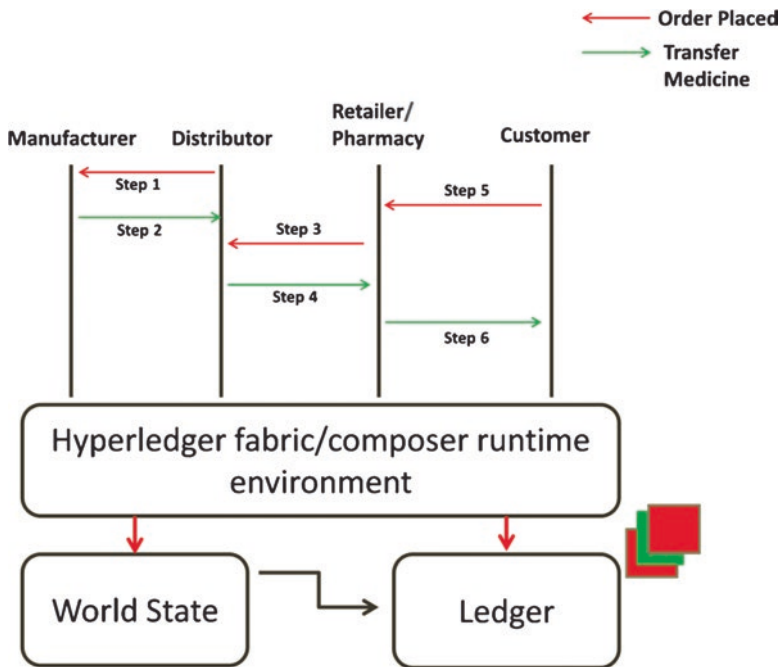 Order Placed
Transfer
Medicine
Manufacturer
Distributor
Retailer/
Pharmacy
Customer
Step 1
Step 5
Step 2
Step 3
Step 4
Step 6
Hyperledger fabric/composer runtime
environment
World State
Ledger